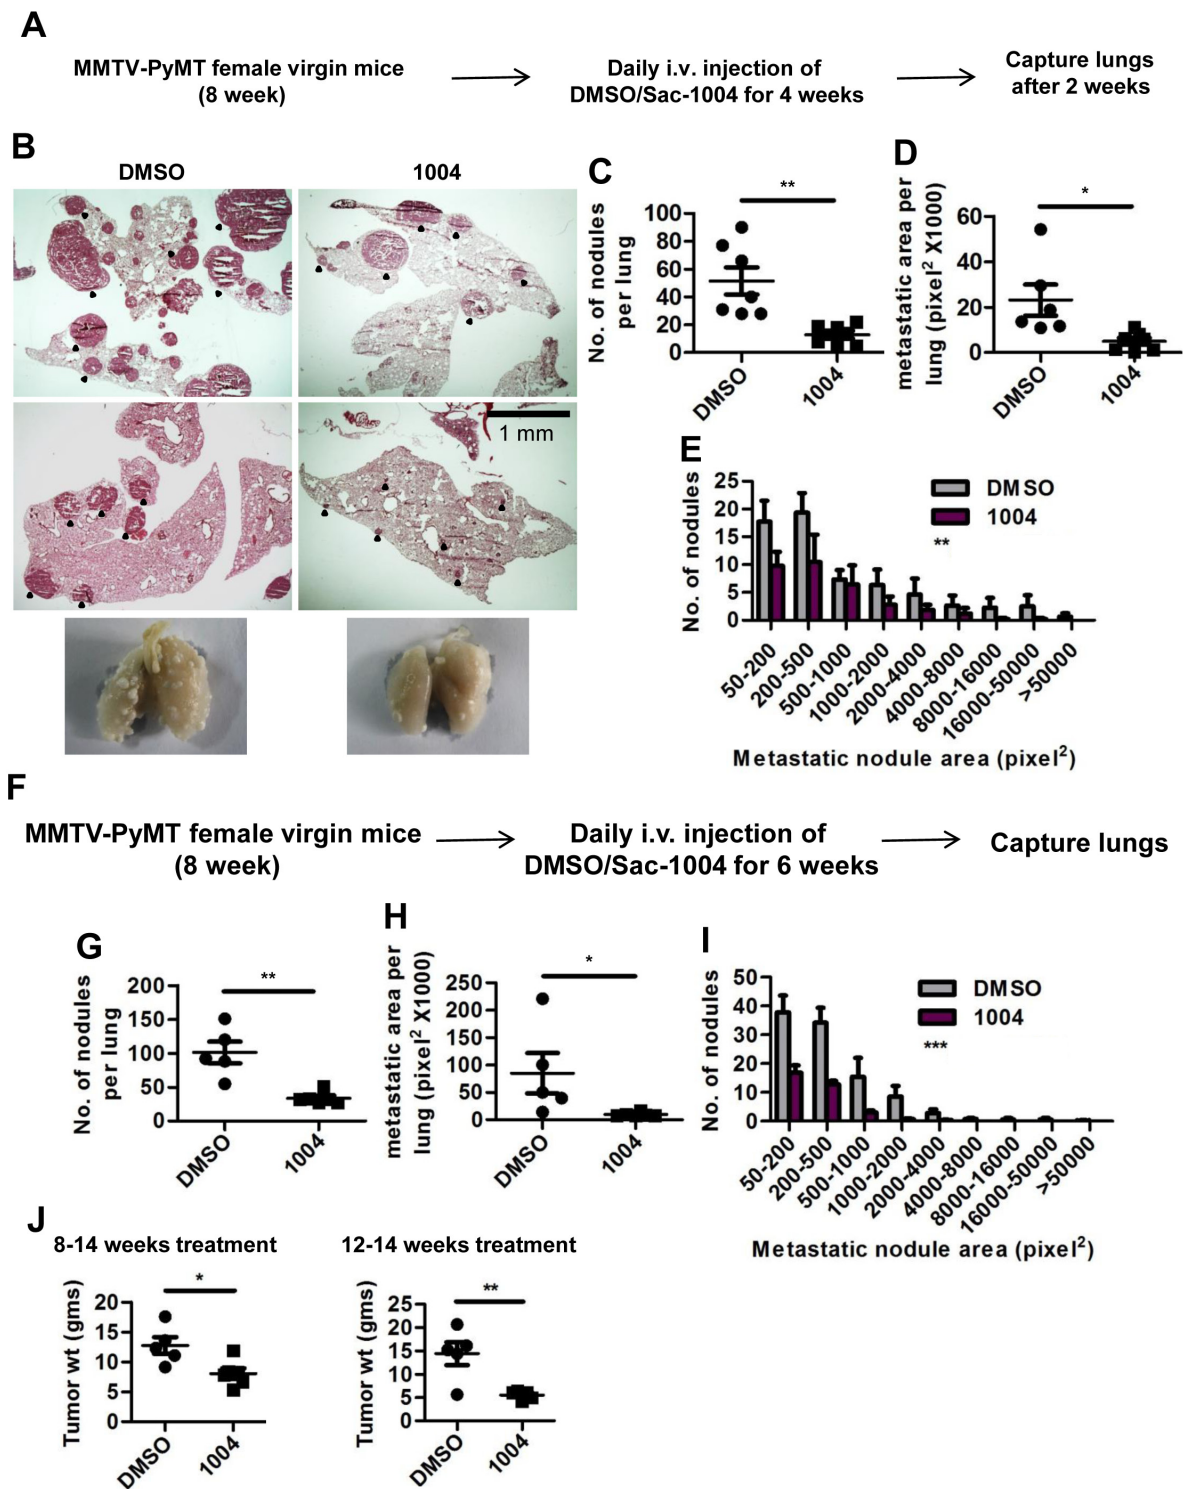 A
MMTV-PyMT female virgin mice
(8 week)
Daily i.v. injection of
DMSO/Sac-1004 for 4 weeks
Capture lungs
after 2 weeks
B
DMSO
1004
1 mm
C
No. of nodules
per lung
100
80
60
40
20
0
**
DMSO
1004
D
metastatic area per
lung (pixel² X1000)
60
40
20
0
*
DMSO
1004
E
No. of nodules
25
20
15
10
5
0
DMSO
1004
**
50-200
200-500
500-1000
1000-2000
2000-4000
4000-8000
8000-16000
16000-50000
>50000
Metastatic nodule area (pixel²)
F
MMTV-PyMT female virgin mice
(8 week)
Daily i.v. injection of
DMSO/Sac-1004 for 6 weeks
Capture lungs
G
No. of nodules
per lung
200
150
100
50
0
**
DMSO
1004
H
metastatic area per
lung (pixel² X1000)
250
200
150
100
50
0
*
DMSO
1004
I
No. of nodules
50
40
30
20
10
0
DMSO
1004
***
50-200
200-500
500-1000
1000-2000
2000-4000
4000-8000
8000-16000
16000-50000
>50000
Metastatic nodule area (pixel²)
J
8-14 weeks treatment
Tumor wt (gms)
20
15
10
5
0
*
DMSO
1004
12-14 weeks treatment
Tumor wt (gms)
25
20
15
10
5
0
**
DMSO
1004